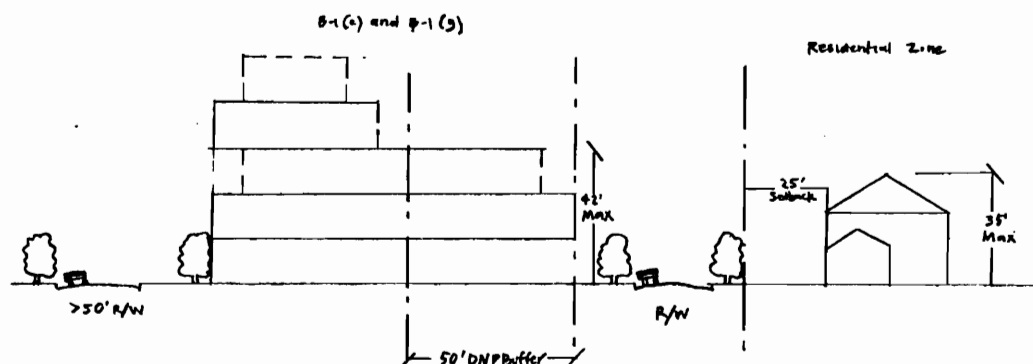 B-1(c) and B-1(g)
Residential Zone
25'
Setback
42'
Max
35'
Max
>50' R/W
R/W
50' DNP Buffer